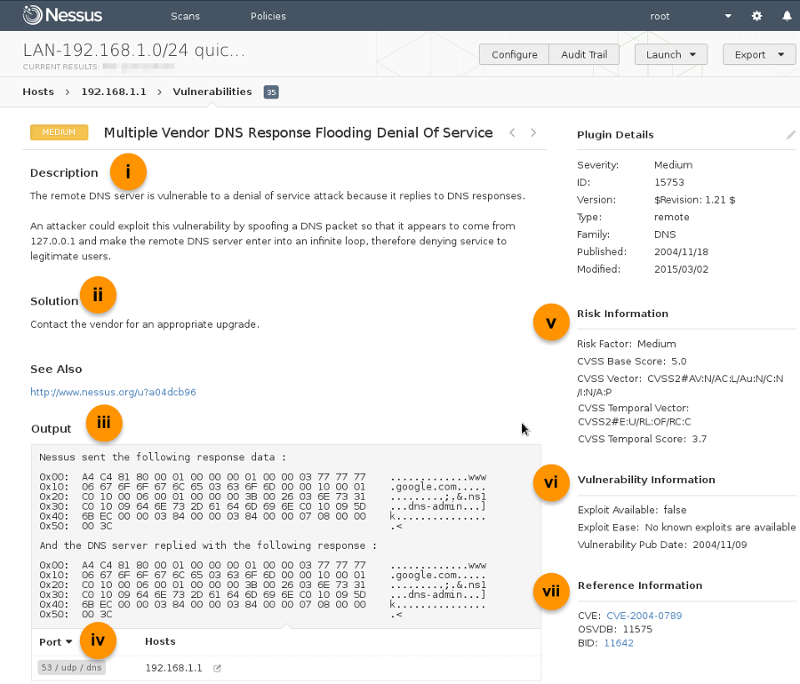 Nessus
Scans
Policies
root
LAN-192.168.1.0/24 quic...
CURRENT RESULTS:
Configure
Audit Trail
Launch
Export
Hosts > 192.168.1.1 > Vulnerabilities 35
MEDIUM
Multiple Vendor DNS Response Flooding Denial Of Service
Description
i
The remote DNS server is vulnerable to a denial of service attack because it replies to DNS responses.
An attacker could exploit this vulnerability by spoofing a DNS packet so that it appears to come from
127.0.0.1 and make the remote DNS server enter into an infinite loop, therefore denying service to
legitimate users.
Solution
ii
Contact the vendor for an appropriate upgrade.
See Also
http://www.nessus.org/u?a04dcb96
Output
iii
Nessus sent the following response data :
0x00: A4 C4 81 80 00 01 00 00 00 01 00 00 03 77 77 77 .............www
0x10: 06 67 6F 6F 67 6C 65 03 63 6F 6D 00 00 10 00 01 .google.com.....
0x20: C0 10 00 06 00 01 00 00 00 3B 00 26 03 6E 73 31 .........;.&.ns1
0x30: C0 10 09 64 6E 73 2D 61 64 6D 69 6E C0 10 09 5D ...dns-admin...]
0x40: 6B EC 00 00 03 84 00 00 03 84 00 00 07 08 00 00 k...............
0x50: 00 3C .<
And the DNS server replied with the following response :
0x00: A4 C4 81 80 00 01 00 00 00 01 00 00 03 77 77 77 .............www
0x10: 06 67 6F 6F 67 6C 65 03 63 6F 6D 00 00 10 00 01 .google.com.....
0x20: C0 10 00 06 00 01 00 00 00 3B 00 26 03 6E 73 31 .........;.&.ns1
0x30: C0 10 09 64 6E 73 2D 61 64 6D 69 6E C0 10 09 5D ...dns-admin...]
0x40: 6B EC 00 00 03 84 00 00 03 84 00 00 07 08 00 00 k...............
0x50: 00 3C .<
Port
iv
Hosts
53 / udp / dns
192.168.1.1
Plugin Details
Severity: Medium
ID: 15753
Version: $Revision: 1.21 $
Type: remote
Family: DNS
Published: 2004/11/18
Modified: 2015/03/02
v
Risk Information
Risk Factor: Medium
CVSS Base Score: 5.0
CVSS Vector: CVSS2#AV:N/AC:L/Au:N/C:N
/I:N/A:P
CVSS Temporal Vector:
CVSS2#E:U/RL:OF/RC:C
CVSS Temporal Score: 3.7
vi
Vulnerability Information
Exploit Available: false
Exploit Ease: No known exploits are available
Vulnerability Pub Date: 2004/11/09
vii
Reference Information
CVE: CVE-2004-0789
OSVDB: 11575
BID: 11642